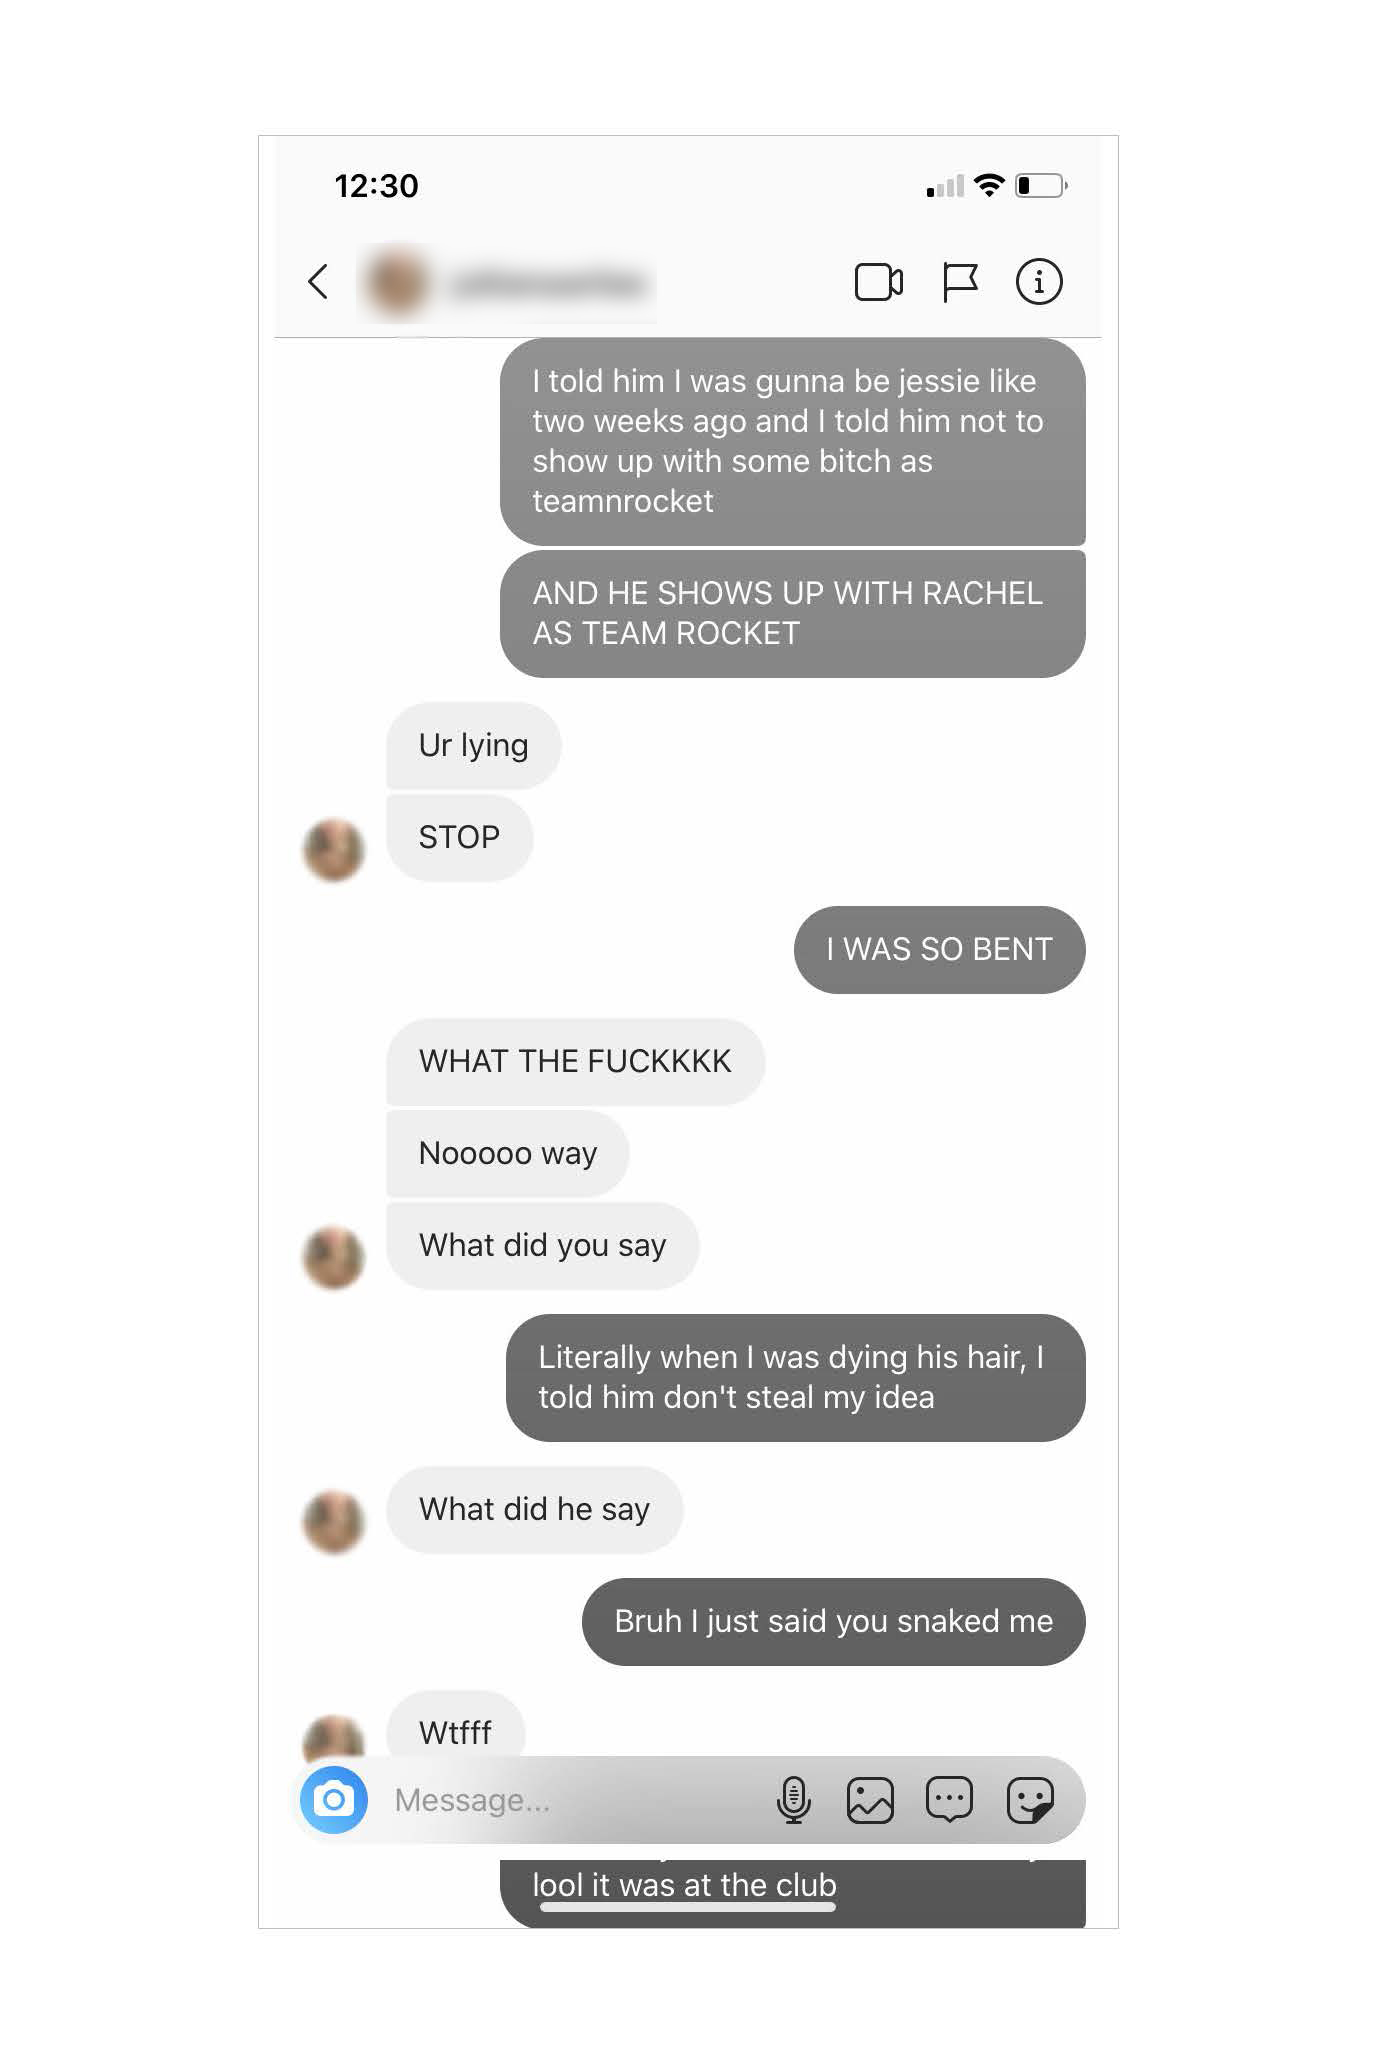 12:30
I told him I was gunna be jessie like
two weeks ago and I told him not to
show up with some bitch as
teamnrocket
AND HE SHOWS UP WITH RACHEL
AS TEAM ROCKET
Ur lying
STOP
I WAS SO BENT
WHAT THE FUCKKKK
Nooooo way
What did you say
Literally when I was dying his hair, I
told him don't steal my idea
What did he say
Bruh I just said you snaked me
Wtfff
Message...
lool it was at the club